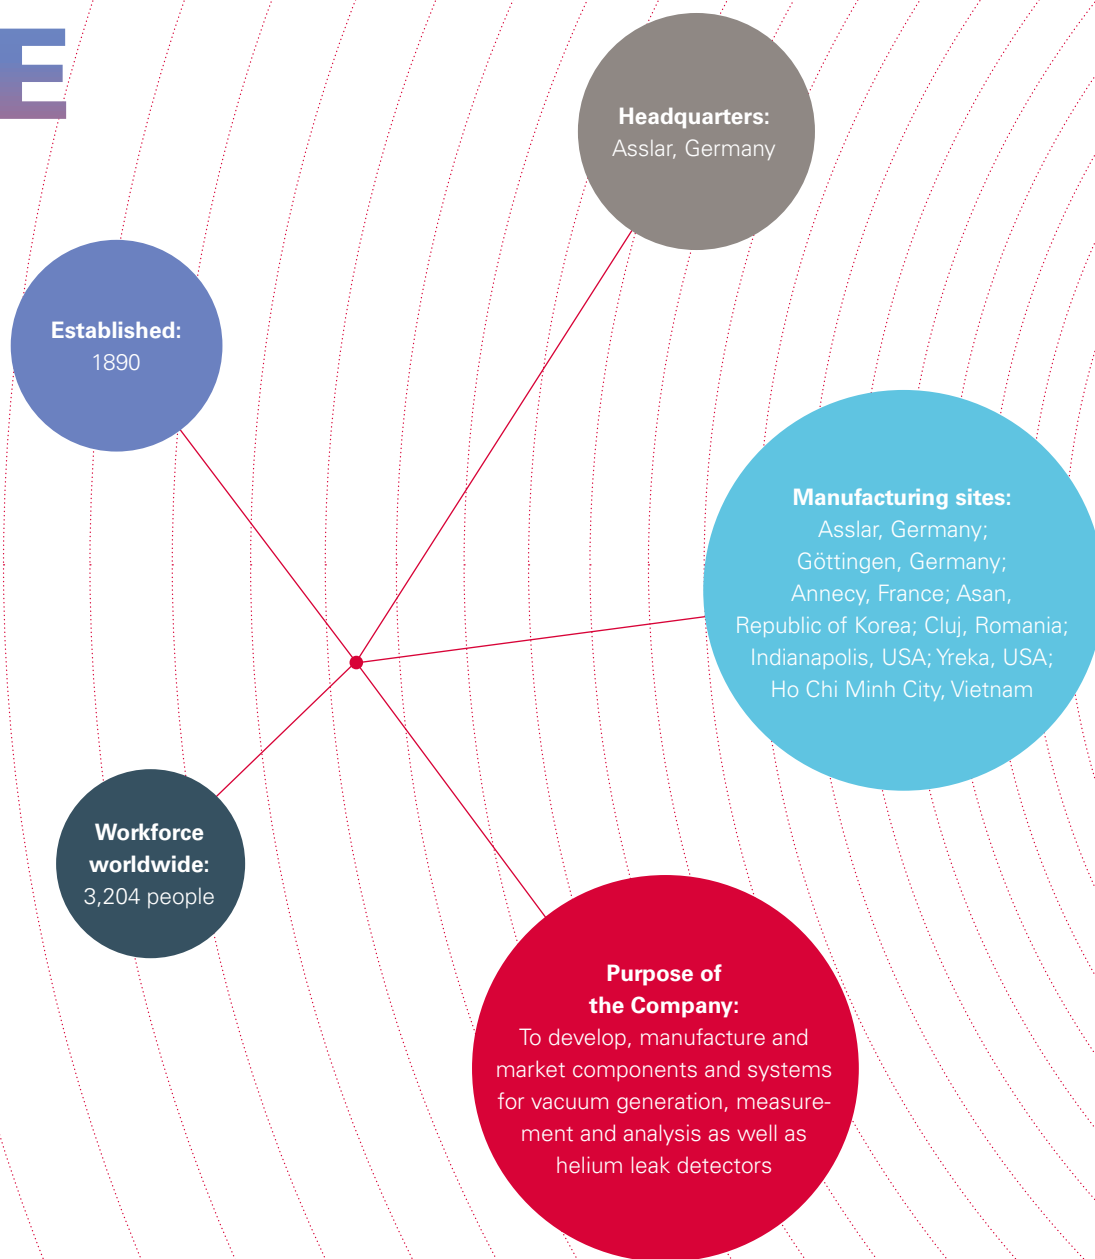 E
Headquarters:
Asslar, Germany
Established:
1890
Manufacturing sites:
Asslar, Germany;
Göttingen, Germany;
Annecy, France; Asan,
Republic of Korea; Cluj, Romania;
Indianapolis, USA; Yreka, USA;
Ho Chi Minh City, Vietnam
Workforce
worldwide:
3,204 people
Purpose of
the Company:
To develop, manufacture and
market components and systems
for vacuum generation, measure-
ment and analysis as well as
helium leak detectors